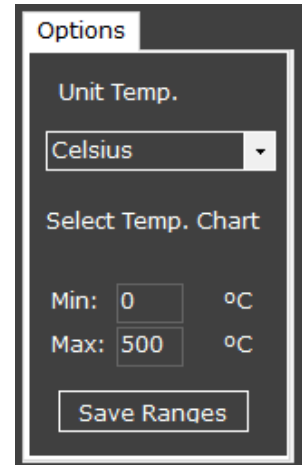 Options
Unit Temp.
Celsius
Select Temp. Chart
Min: 0 ºC
Max: 500 ºC
Save Ranges